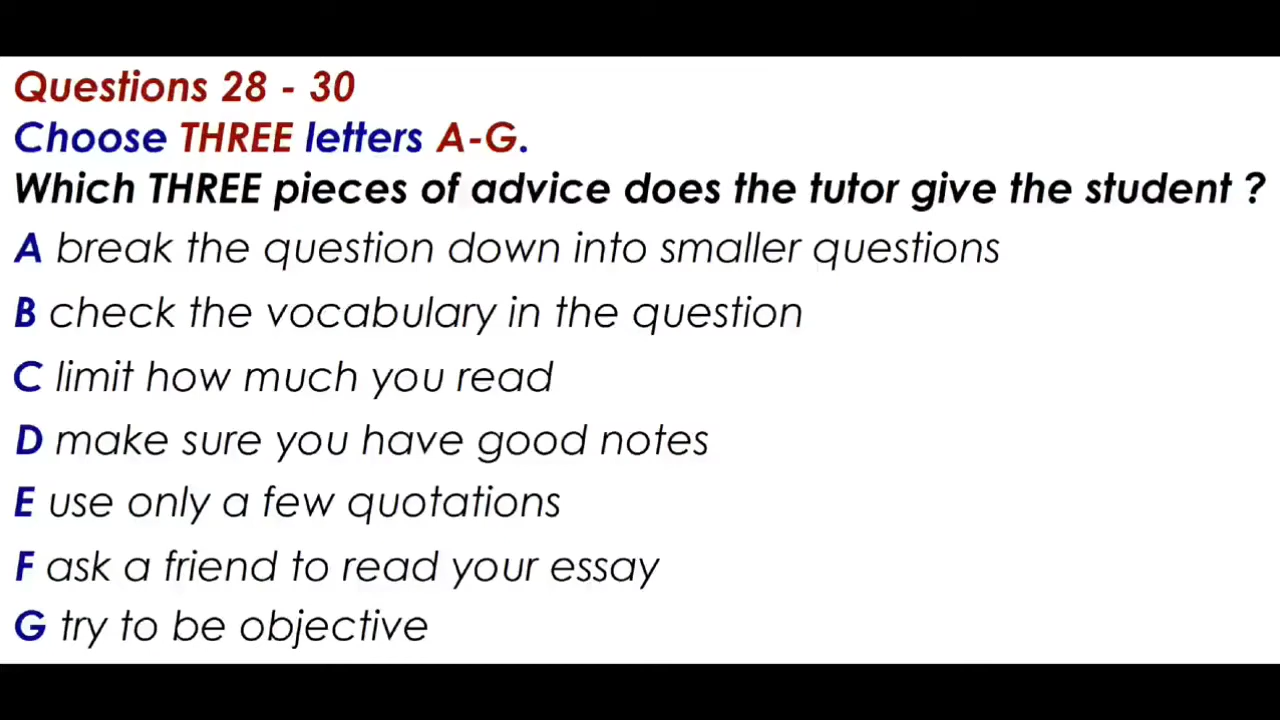 Questions 28 - 30
Choose THREE letters A-G.
Which THREE pieces of advice does the tutor give the student ?
A break the question down into smaller questions
B check the vocabulary in the question
C limit how much you read
D make sure you have good notes
E use only a few quotations
F ask a friend to read your essay
G try to be objective